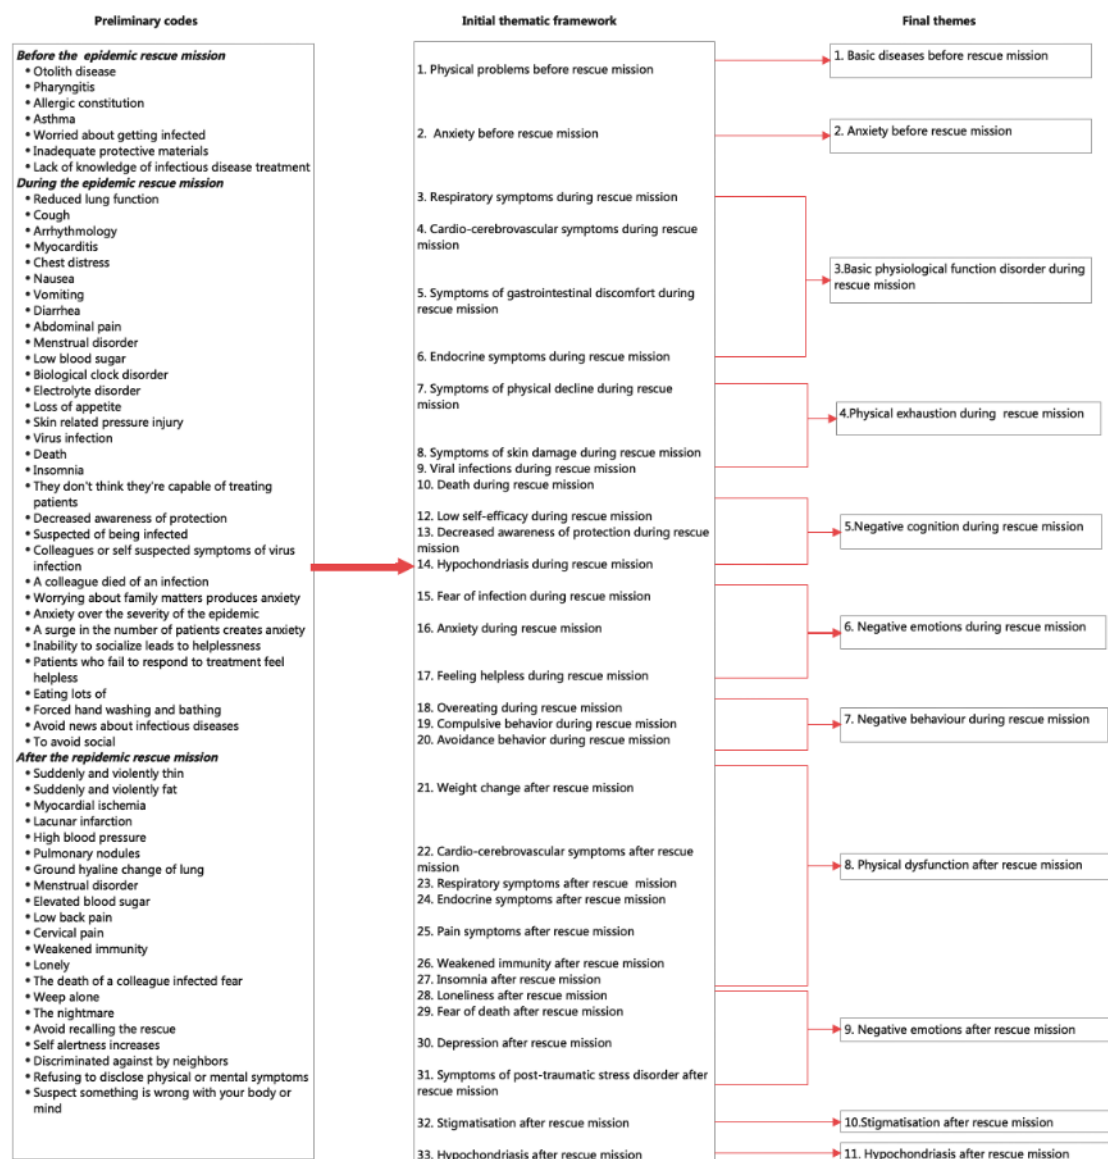 Preliminary codes
Before the epidemic rescue mission
• Otolith disease
• Pharyngitis
• Allergic constitution
• Asthma
• Worried about getting infected
• Inadequate protective materials
• Lack of knowledge of infectious disease treatment
During the epidemic rescue mission
• Reduced lung function
• Cough
• Arrhythmology
• Myocarditis
• Chest distress
• Nausea
• Vomiting
• Diarrhea
• Abdominal pain
• Menstrual disorder
• Low blood sugar
• Biological clock disorder
• Electrolyte disorder
• Loss of appetite
• Skin related pressure injury
• Virus infection
• Death
• Insomnia
• They don't think they're capable of treating
patients
• Decreased awareness of protection
• Suspected of being infected
• Colleagues or self suspected symptoms of virus
infection
• A colleague died of an infection
• Worrying about family matters produces anxiety
• Anxiety over the severity of the epidemic
• A surge in the number of patients creates anxiety
• Inability to socialize leads to helplessness
• Patients who fail to respond to treatment feel
helpless
• Eating lots of
• Forced hand washing and bathing
• Avoid news about infectious diseases
• To avoid social
After the repidemic rescue mission
• Suddenly and violently thin
• Suddenly and violently fat
• Myocardial ischemia
• Lacunar infarction
• High blood pressure
• Pulmonary nodules
• Ground hyaline change of lung
• Menstrual disorder
• Elevated blood sugar
• Low back pain
• Cervical pain
• Weakened immunity
• Lonely
• The death of a colleague infected fear
• Weep alone
• The nightmare
• Avoid recalling the rescue
• Self alertness increases
• Discriminated against by neighbors
• Refusing to disclose physical or mental symptoms
• Suspect something is wrong with your body or
mind
Initial thematic framework
1. Physical problems before rescue mission
2. Anxiety before rescue mission
3. Respiratory symptoms during rescue mission
4. Cardio-cerebrovascular symptoms during rescue
mission
5. Symptoms of gastrointestinal discomfort during
rescue mission
6. Endocrine symptoms during rescue mission
7. Symptoms of physical decline during rescue
mission
8. Symptoms of skin damage during rescue mission
9. Viral infections during rescue mission
10. Death during rescue mission
12. Low self-efficacy during rescue mission
13. Decreased awareness of protection during rescue
mission
14. Hypochondriasis during rescue mission
15. Fear of infection during rescue mission
16. Anxiety during rescue mission
17. Feeling helpless during rescue mission
18. Overeating during rescue mission
19. Compulsive behavior during rescue mission
20. Avoidance behavior during rescue mission
21. Weight change after rescue mission
22. Cardio-cerebrovascular symptoms after rescue
mission
23. Respiratory symptoms after rescue mission
24. Endocrine symptoms after rescue mission
25. Pain symptoms after rescue mission
26. Weakened immunity after rescue mission
27. Insomnia after rescue mission
28. Loneliness after rescue mission
29. Fear of death after rescue mission
30. Depression after rescue mission
31. Symptoms of post-traumatic stress disorder after
rescue mission
32. Stigmatisation after rescue mission
33. Hypochondriasis after rescue mission
Final themes
1. Basic diseases before rescue mission
2. Anxiety before rescue mission
3.Basic physiological function disorder during
rescue mission
4.Physical exhaustion during rescue mission
5.Negative cognition during rescue mission
6. Negative emotions during rescue mission
7. Negative behaviour during rescue mission
8. Physical dysfunction after rescue mission
9. Negative emotions after rescue mission
10.Stigmatisation after rescue mission
11. Hypochondriasis after rescue mission